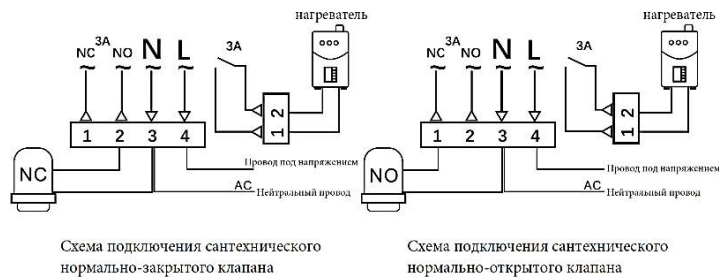 нагреватель
NC 3A NO N L 3A
1 2 3 4
1 2
NC
Провод под напряжением
AC Нейтральный провод
Схема подключения сантехнического
нормально-закрытого клапана
нагреватель
NC 3A NO N L 3A
1 2 3 4
1 2
NO
Провод под напряжением
AC Нейтральный провод
Схема подключения сантехнического
нормально-открытого клапана